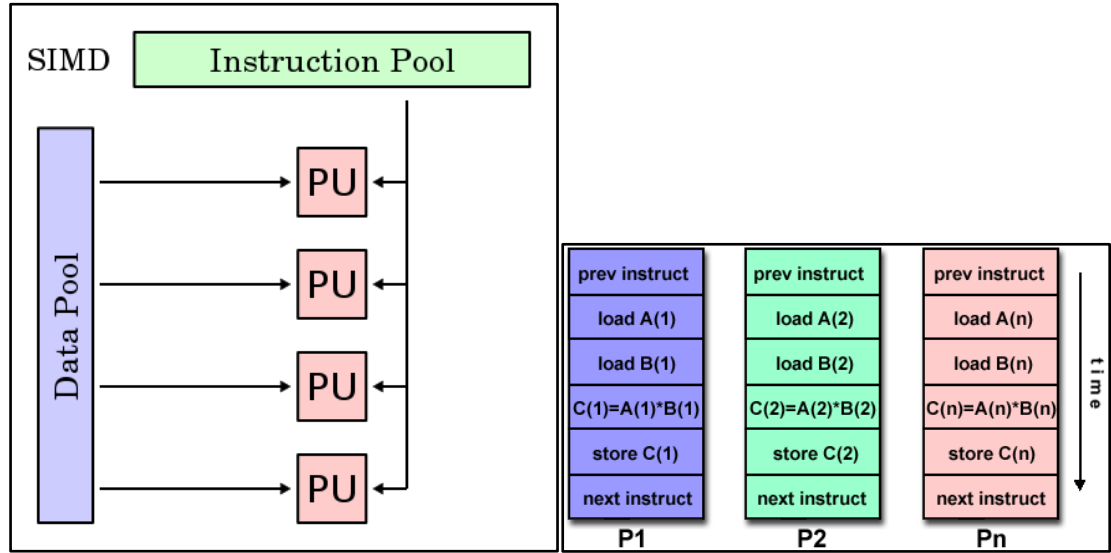 SIMD
Instruction Pool
Data Pool
PU
PU
PU
PU
prev instruct
load A(1)
load B(1)
C(1)=A(1)*B(1)
store C(1)
next instruct
P1
prev instruct
load A(2)
load B(2)
C(2)=A(2)*B(2)
store C(2)
next instruct
P2
prev instruct
load A(n)
load B(n)
C(n)=A(n)*B(n)
store C(n)
next instruct
Pn
time